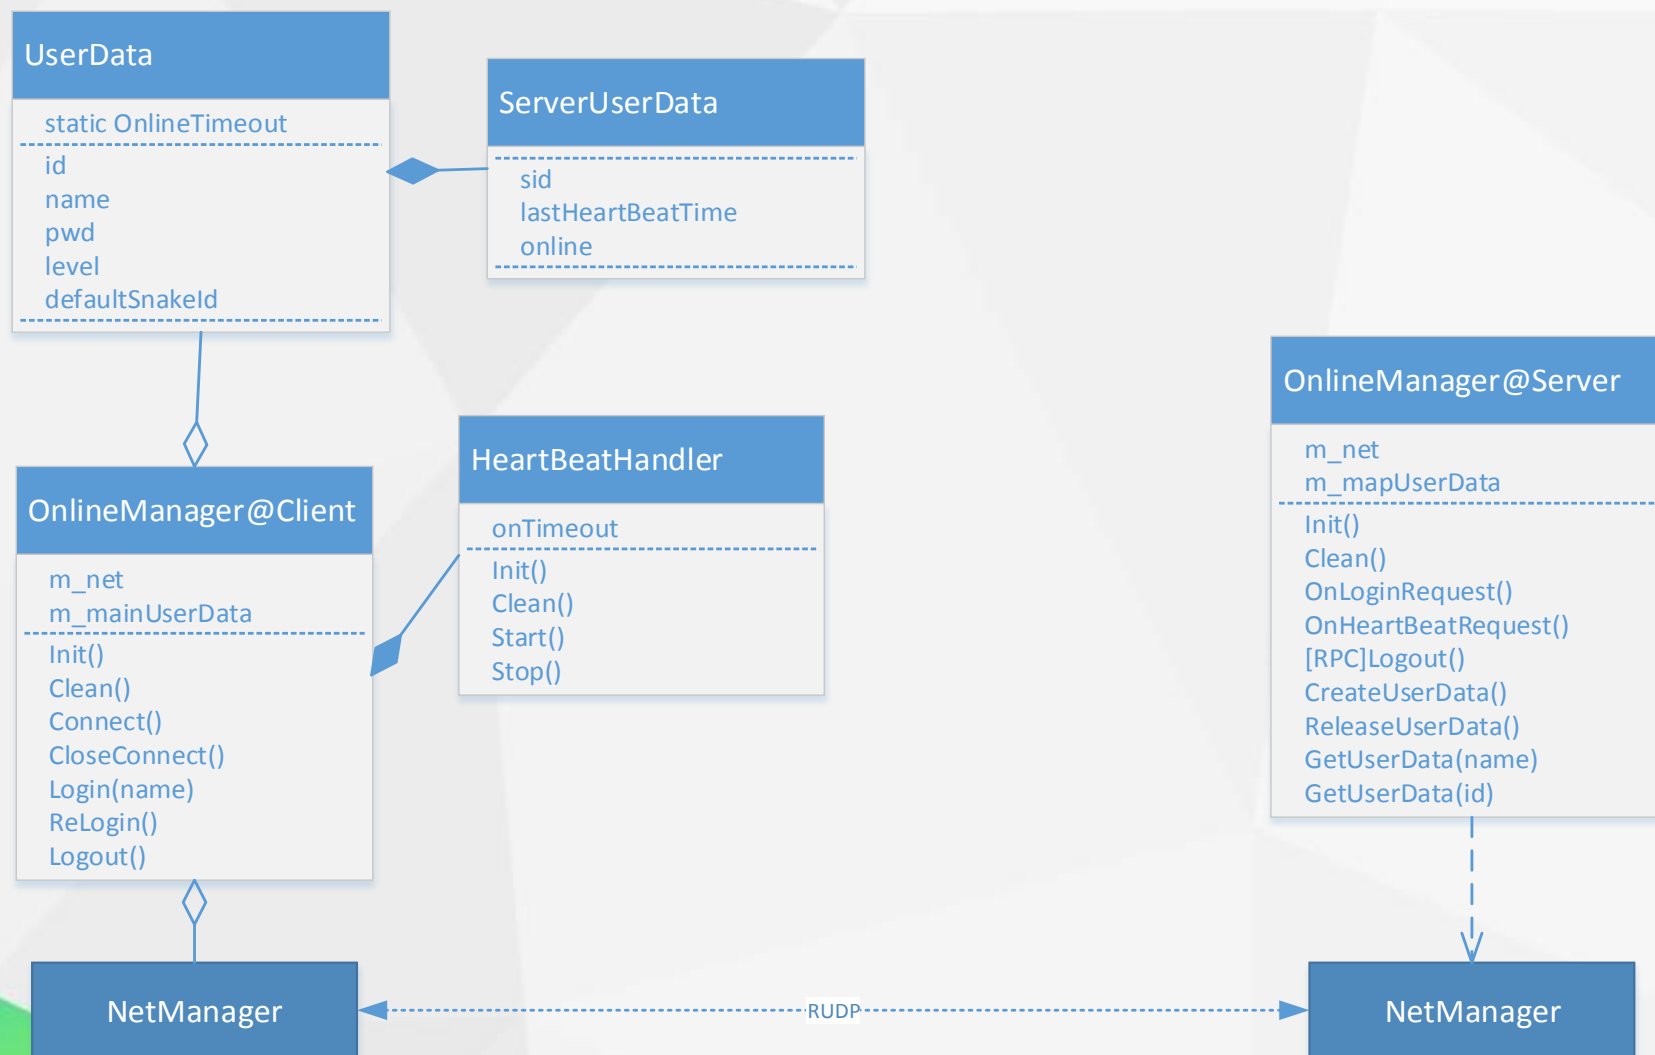 UserData
static OnlineTimeout
id
name
pwd
level
defaultSnakeId
ServerUserData
sid
lastHeartBeatTime
online
OnlineManager@Client
m_net
m_mainUserData
Init()
Clean()
Connect()
CloseConnect()
Login(name)
ReLogin()
Logout()
HeartBeatHandler
onTimeout
Init()
Clean()
Start()
Stop()
OnlineManager@Server
m_net
m_mapUserData
Init()
Clean()
OnLoginRequest()
OnHeartBeatRequest()
[RPC]Logout()
CreateUserData()
ReleaseUserData()
GetUserData(name)
GetUserData(id)
NetManager
RUDP
NetManager